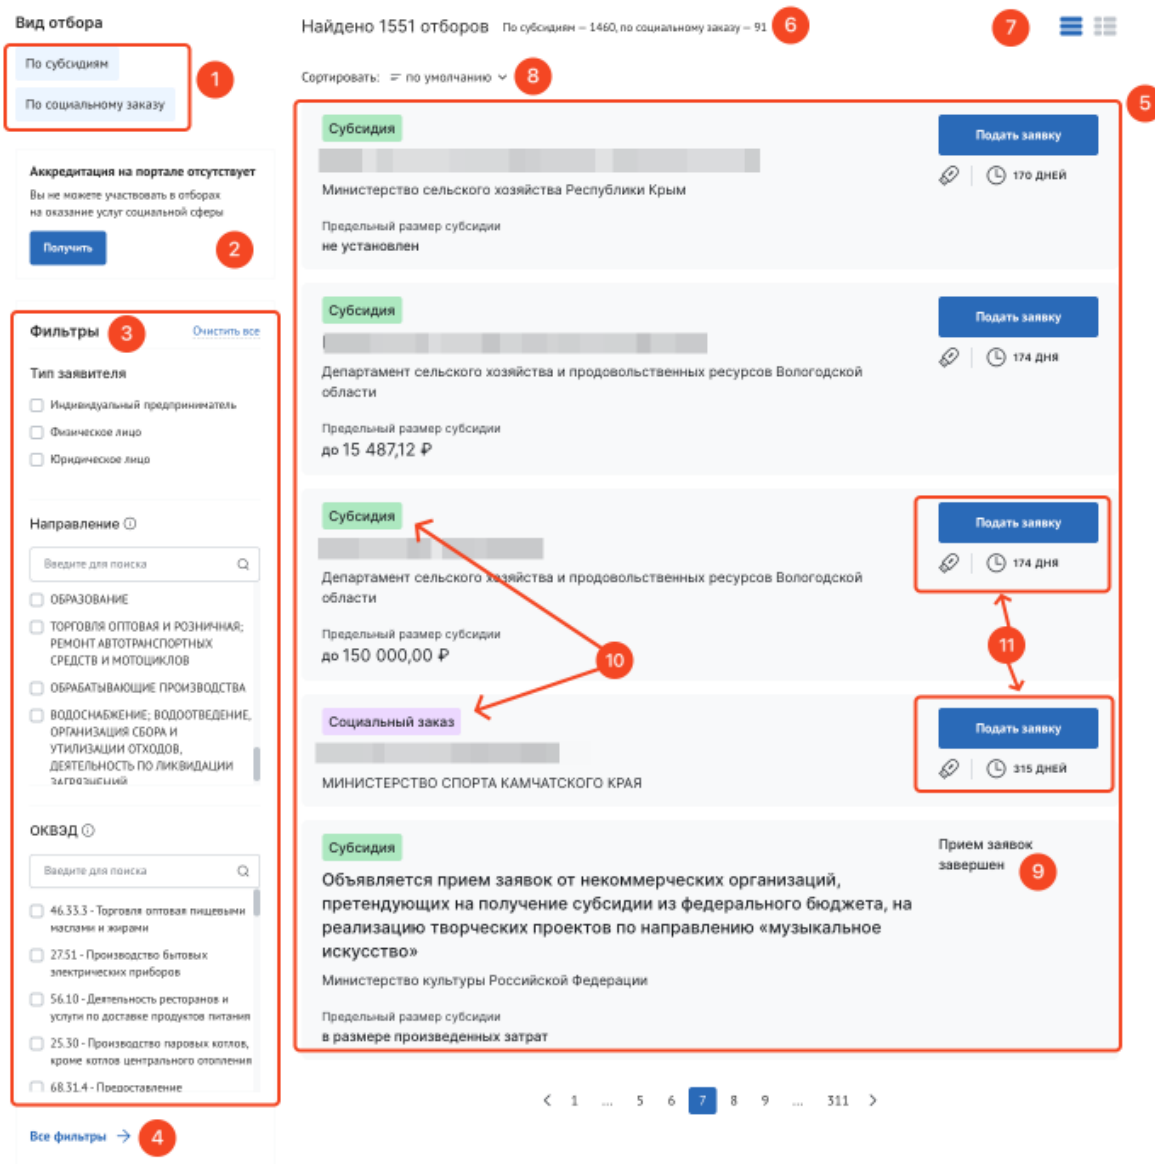 Вид отбора
По субсидиям
По социальному заказу
1
Аккредитация на портале отсутствует
Вы не можете участвовать в отборах
на оказание услуг социальной сферы
Получить
2
Фильтры
3
Очистить все
Тип заявителя
Индивидуальный предприниматель
Физическое лицо
Юридическое лицо
Направление
Введите для поиска
ОБРАЗОВАНИЕ
ТОРГОВЛЯ ОПТОВАЯ И РОЗНИЧНАЯ;
РЕМОНТ АВТОТРАНСПОРТНЫХ
СРЕДСТВ И МОТОЦИКЛОВ
ОБРАБАТЫВАЮЩИЕ ПРОИЗВОДСТВА
ВОДОСНАБЖЕНИЕ; ВОДООТВЕДЕНИЕ,
ОРГАНИЗАЦИЯ СБОРА И
УТИЛИЗАЦИИ ОТХОДОВ,
ДЕЯТЕЛЬНОСТЬ ПО ЛИКВИДАЦИИ
ЗАГРЯЗНЕНИЙ
ОКВЭД
Введите для поиска
46.33.3 - Торговля оптовая пищевыми
маслами и жирами
27.51 - Производство бытовых
электрических приборов
56.10 - Деятельность ресторанов и
услуги по доставке продуктов питания
25.30 - Производство паровых котлов,
кроме котлов центрального отопления
68.31.4 - Предоставление
Все фильтры →
4
Найдено 1551 отборов
По субсидиям — 1460, по социальному заказу — 91
6
7
Сортировать: по умолчанию
8
5
Субсидия
Министерство сельского хозяйства Республики Крым
Предельный размер субсидии
не установлен
Подать заявку
170 ДНЕЙ
Субсидия
Департамент сельского хозяйства и продовольственных ресурсов Вологодской
области
Предельный размер субсидии
до 15 487,12 ₽
Подать заявку
174 ДНЯ
Субсидия
Департамент сельского хозяйства и продовольственных ресурсов Вологодской
области
Предельный размер субсидии
до 150 000,00 ₽
Подать заявку
174 ДНЯ
10
11
Социальный заказ
МИНИСТЕРСТВО СПОРТА КАМЧАТСКОГО КРАЯ
Подать заявку
315 ДНЕЙ
Субсидия
Объявляется прием заявок от некоммерческих организаций,
претендующих на получение субсидии из федерального бюджета, на
реализацию творческих проектов по направлению «музыкальное
искусство»
Министерство культуры Российской Федерации
Предельный размер субсидии
в размере произведенных затрат
Прием заявок
завершен
9
< 1 ... 5 6 7 8 9 ... 311 >